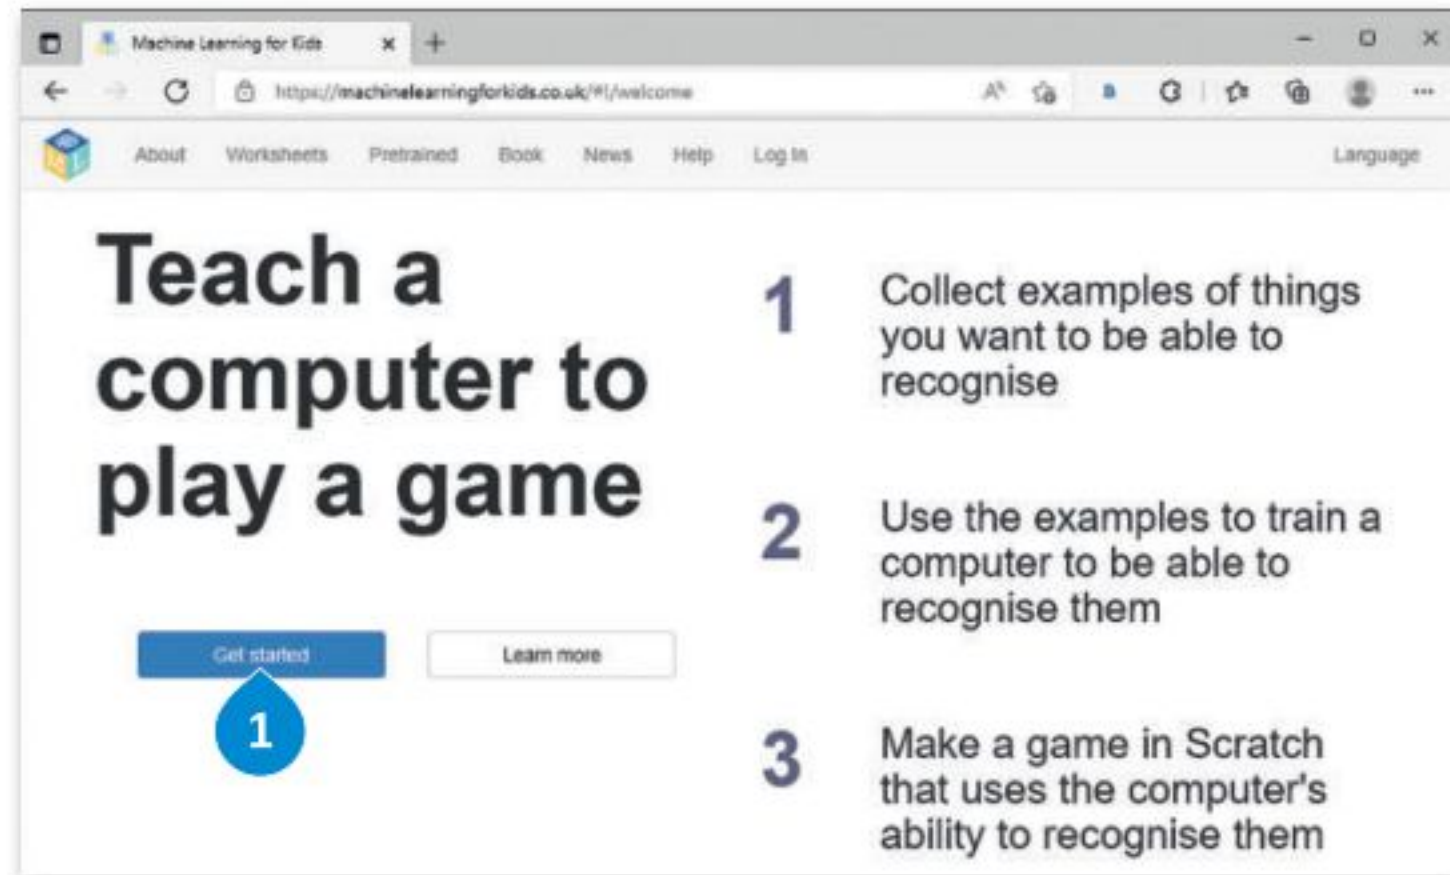 Machine Learning for Kids
https://machinelearningforkids.co.uk/#!/welcome
About Worksheets Pretrained Book News Help Log In Language
Teach a
computer to
play a game
Get started Learn more
1
1 Collect examples of things
you want to be able to
recognise
2 Use the examples to train a
computer to be able to
recognise them
3 Make a game in Scratch
that uses the computer's
ability to recognise them